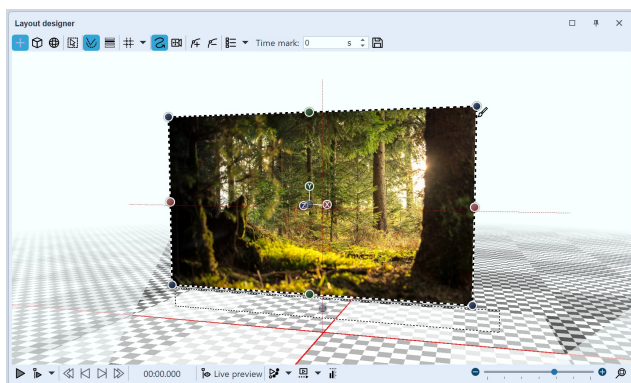 Layout designer
Time mark: 0 s
Y
Z X
00:00.000 Live preview